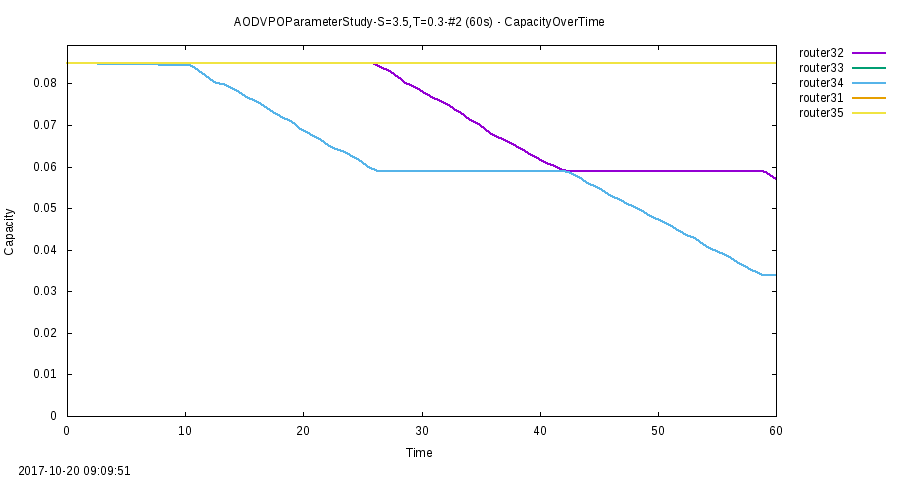 AODVPOParameterStudy-S=3.5,T=0.3-#2 (60s) - CapacityOverTime
router32
router33
router34
router31
router35
0.08
0.07
0.06
0.05
0.04
0.03
0.02
0.01
0
Capacity
0 10 20 30 40 50 60
Time
2017-10-20 09:09:51